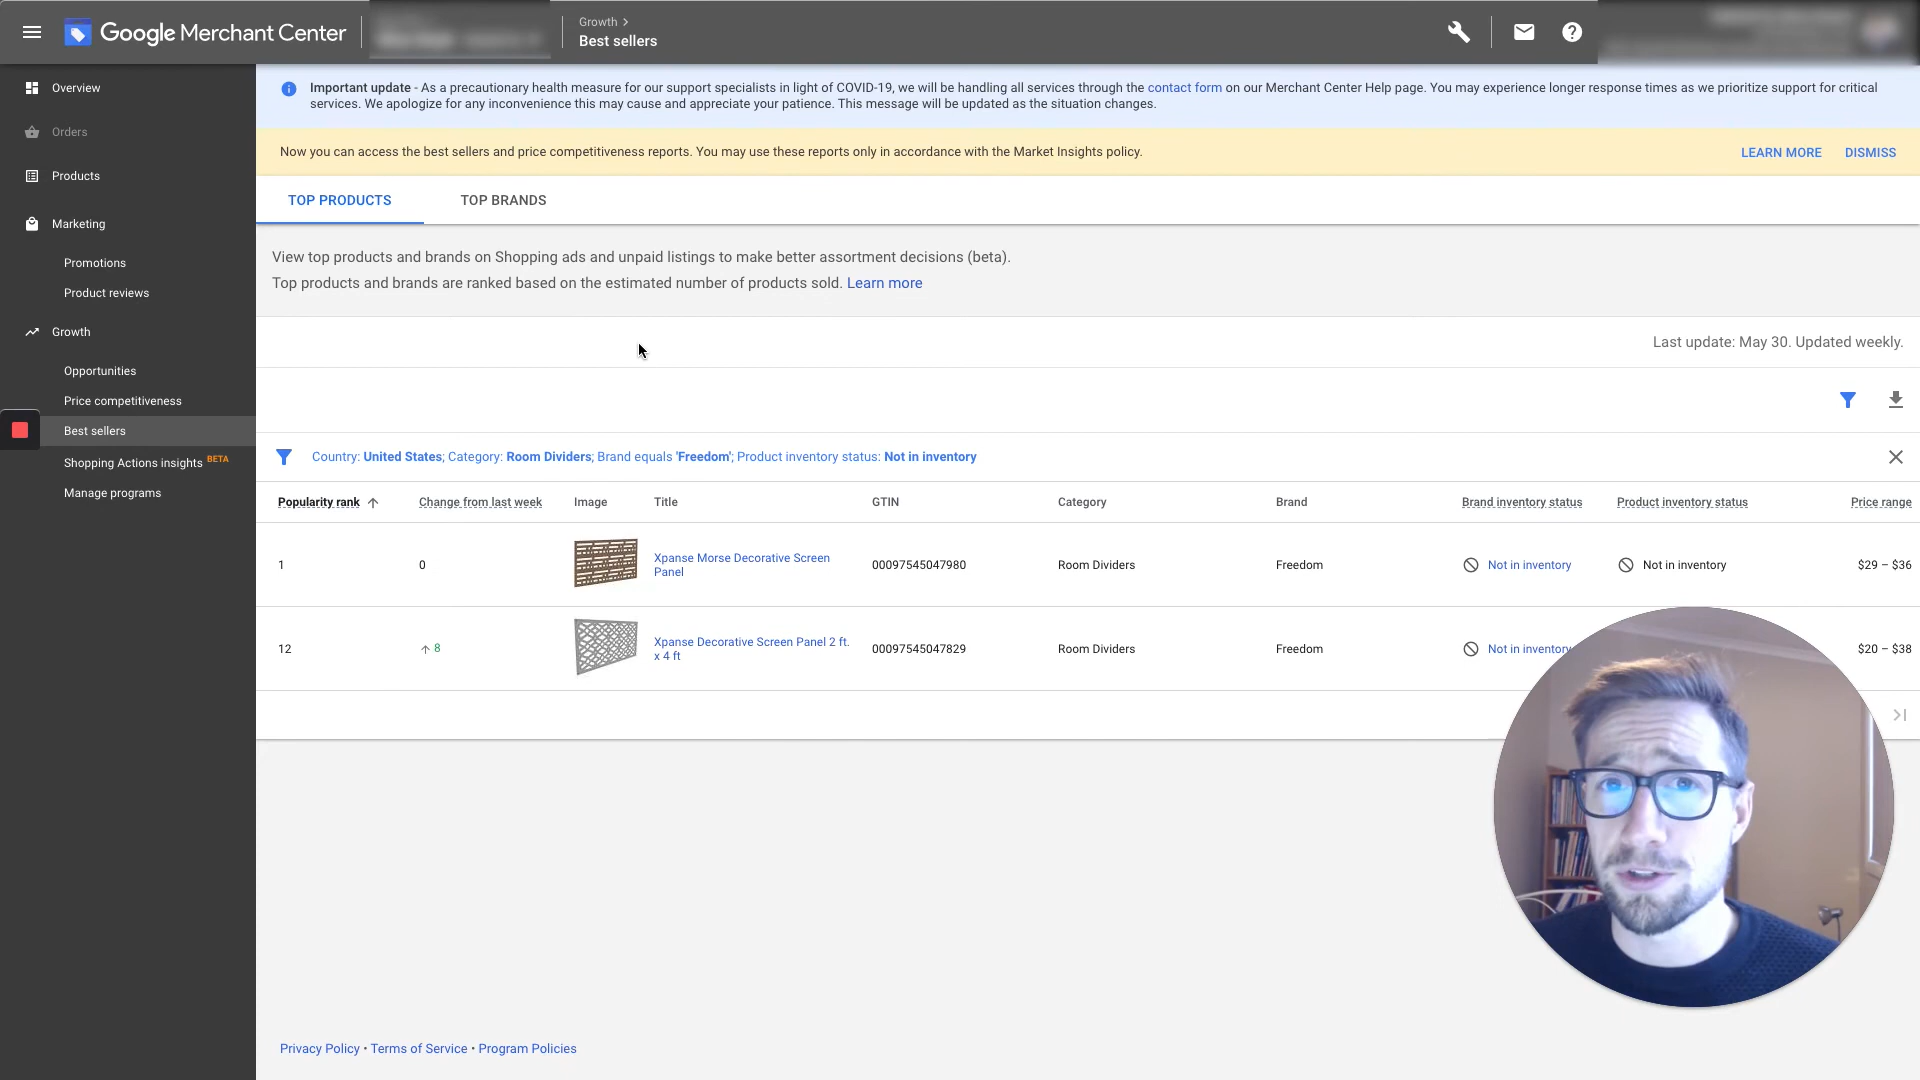 Google Merchant Center
Growth >
Best sellers
Overview
Orders
Products
Marketing
Promotions
Product reviews
Growth
Opportunities
Price competitiveness
Best sellers
Shopping Actions insights BETA
Manage programs
Important update - As a precautionary health measure for our support specialists in light of COVID-19, we will be handling all services through the contact form on our Merchant Center Help page. You may experience longer response times as we prioritize support for critical
services. We apologize for any inconvenience this may cause and appreciate your patience. This message will be updated as the situation changes.
Now you can access the best sellers and price competitiveness reports. You may use these reports only in accordance with the Market Insights policy.
LEARN MORE DISMISS
TOP PRODUCTS TOP BRANDS
View top products and brands on Shopping ads and unpaid listings to make better assortment decisions (beta).
Top products and brands are ranked based on the estimated number of products sold. Learn more
Last update: May 30. Updated weekly.
Country: United States; Category: Room Dividers; Brand equals 'Freedom'; Product inventory status: Not in inventory
Popularity rank Change from last week Image Title GTIN Category Brand Brand inventory status Product inventory status Price range
1 0 Xpanse Morse Decorative Screen
Panel 00097545047980 Room Dividers Freedom Not in inventory Not in inventory $29 – $36
12 8 Xpanse Decorative Screen Panel 2 ft.
x 4 ft 00097545047829 Room Dividers Freedom Not in inventory $20 – $38
Privacy Policy • Terms of Service • Program Policies